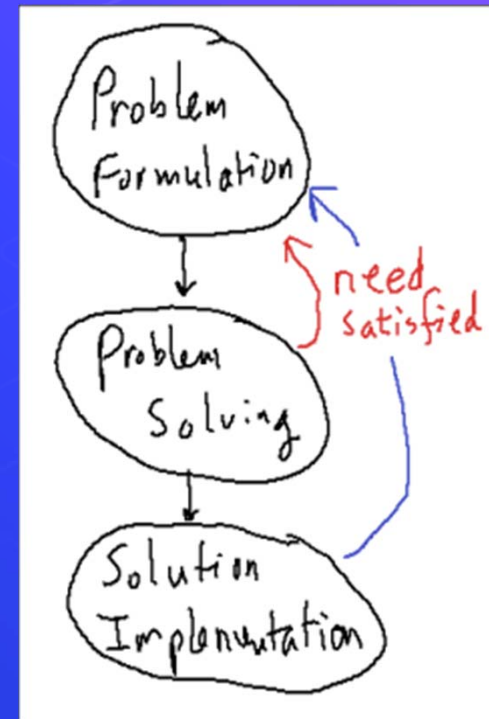 Problem
Formulation
need
satisfied
Problem
Solving
Solution
Implementation